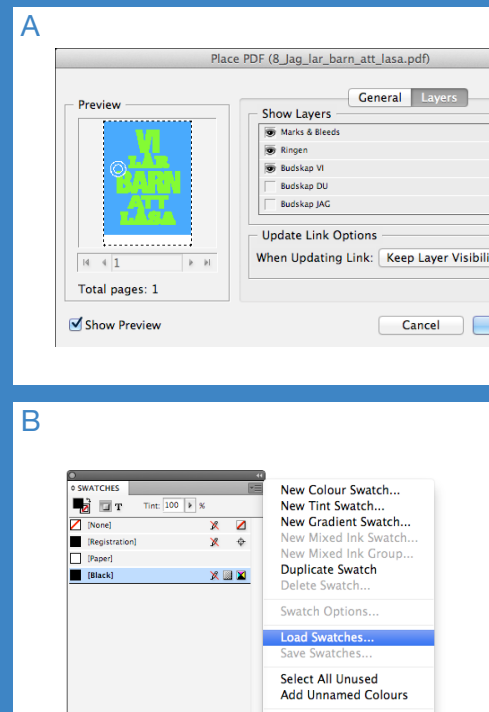 A
Place PDF (8_Jag_lar_barn_att_lasa.pdf)
Preview
VI
LÄR
BARN
ATT
LÄSA
1
Total pages: 1
Show Preview
General Layers
Show Layers
Marks & Bleeds
Ringen
Budskap VI
Budskap DU
Budskap JAG
Update Link Options
When Updating Link: Keep Layer Visibili
Cancel
B
SWATCHES
T Tint: 100 %
[None]
[Registration]
[Paper]
[Black]
New Colour Swatch...
New Tint Swatch...
New Gradient Swatch...
New Mixed Ink Swatch...
New Mixed Ink Group...
Duplicate Swatch
Delete Swatch...
Swatch Options...
Load Swatches...
Save Swatches...
Select All Unused
Add Unnamed Colours